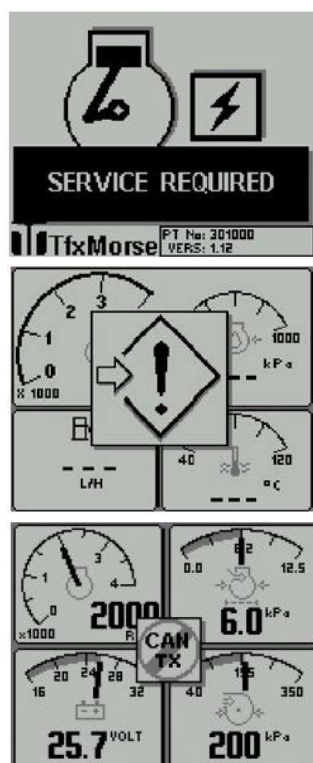 SERVICE REQUIRED
TfxMorse
PT No: 301000
VERS: 1.12
2 3
1
0
X 1000
1000
kPa
---
---
L/H
40 120
---
°C
3
1 4
0
x1000
2000
R
0.0 12.5
6.0 kPa
CAN
TX
20 24 28
16 32
25.7 VOLT
40 350
200 kPa